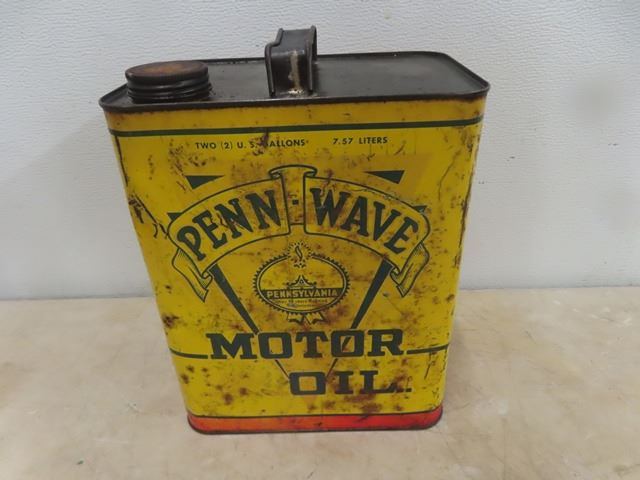 TWO (2) U.S. GALLONS 7.57 LITERS
PENN-WAVE
PENNSYLVANIA
MOTOR
OIL